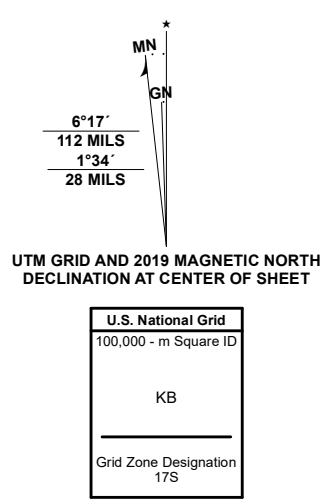 ★
MN
GN
6°17´
112 MILS
1°34´
28 MILS
UTM GRID AND 2019 MAGNETIC NORTH
DECLINATION AT CENTER OF SHEET
U.S. National Grid
100,000 - m Square ID
KB
Grid Zone Designation
17S